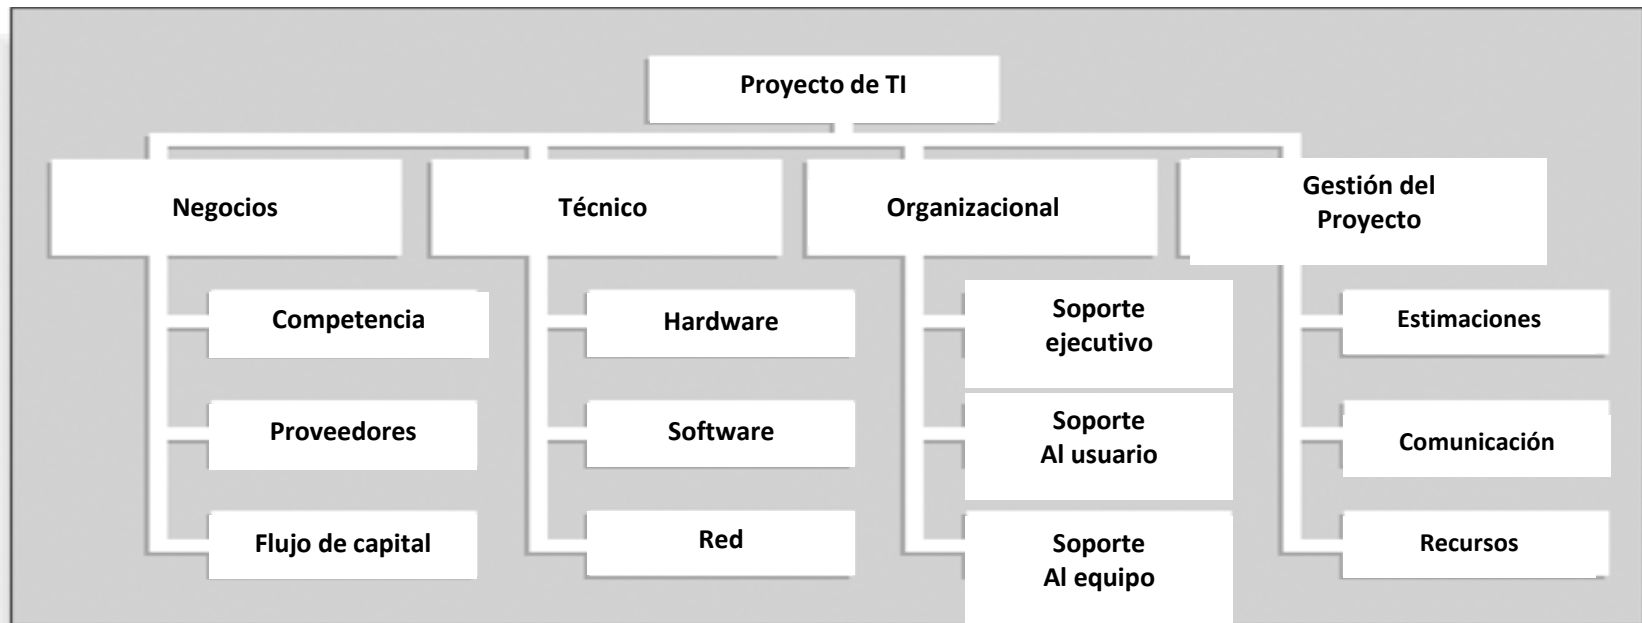 Proyecto de TI
Negocios
Técnico
Organizacional
Gestión del
Proyecto
Competencia
Hardware
Soporte
ejecutivo
Estimaciones
Proveedores
Software
Soporte
Al usuario
Comunicación
Flujo de capital
Red
Soporte
Al equipo
Recursos